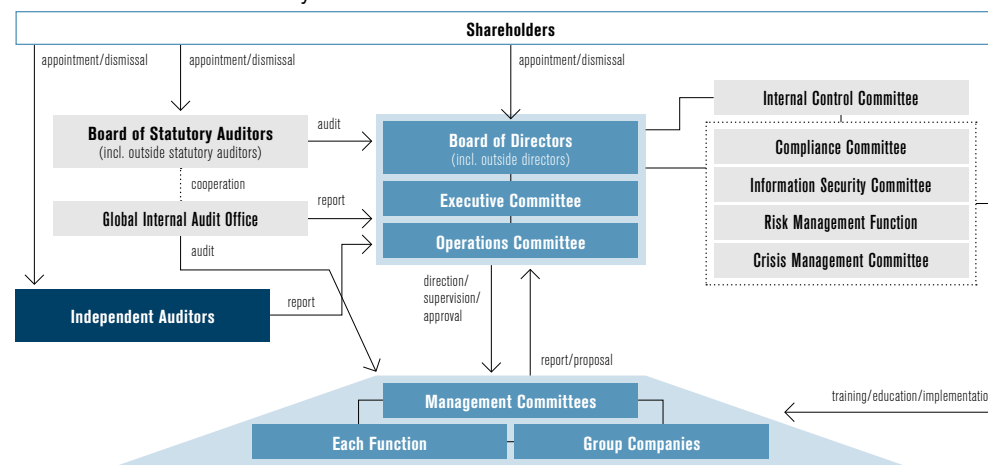 Shareholders
appointment/dismissal
appointment/dismissal
appointment/dismissal
Internal Control Committee
Board of Statutory Auditors
(incl. outside statutory auditors)
audit
Board of Directors
(incl. outside directors)
Compliance Committee
cooperation
Information Security Committee
Executive Committee
report
Global Internal Audit Office
Risk Management Function
Operations Committee
audit
Crisis Management Committee
direction/
supervision/
approval
report
Independent Auditors
report/proposal
training/education/implementatio
Management Committees
Each Function
Group Companies